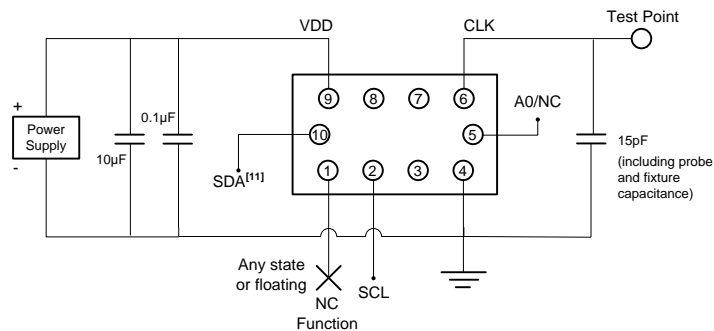 Test Point
VDD
CLK
9
8
7
6
A0/NC
+
Power
Supply
-
0.1µF
10µF
10
5
15pF
(including probe
and fixture
capacitance)
SDA[11]
1
2
3
4
Any state
or floating
NC
Function
SCL